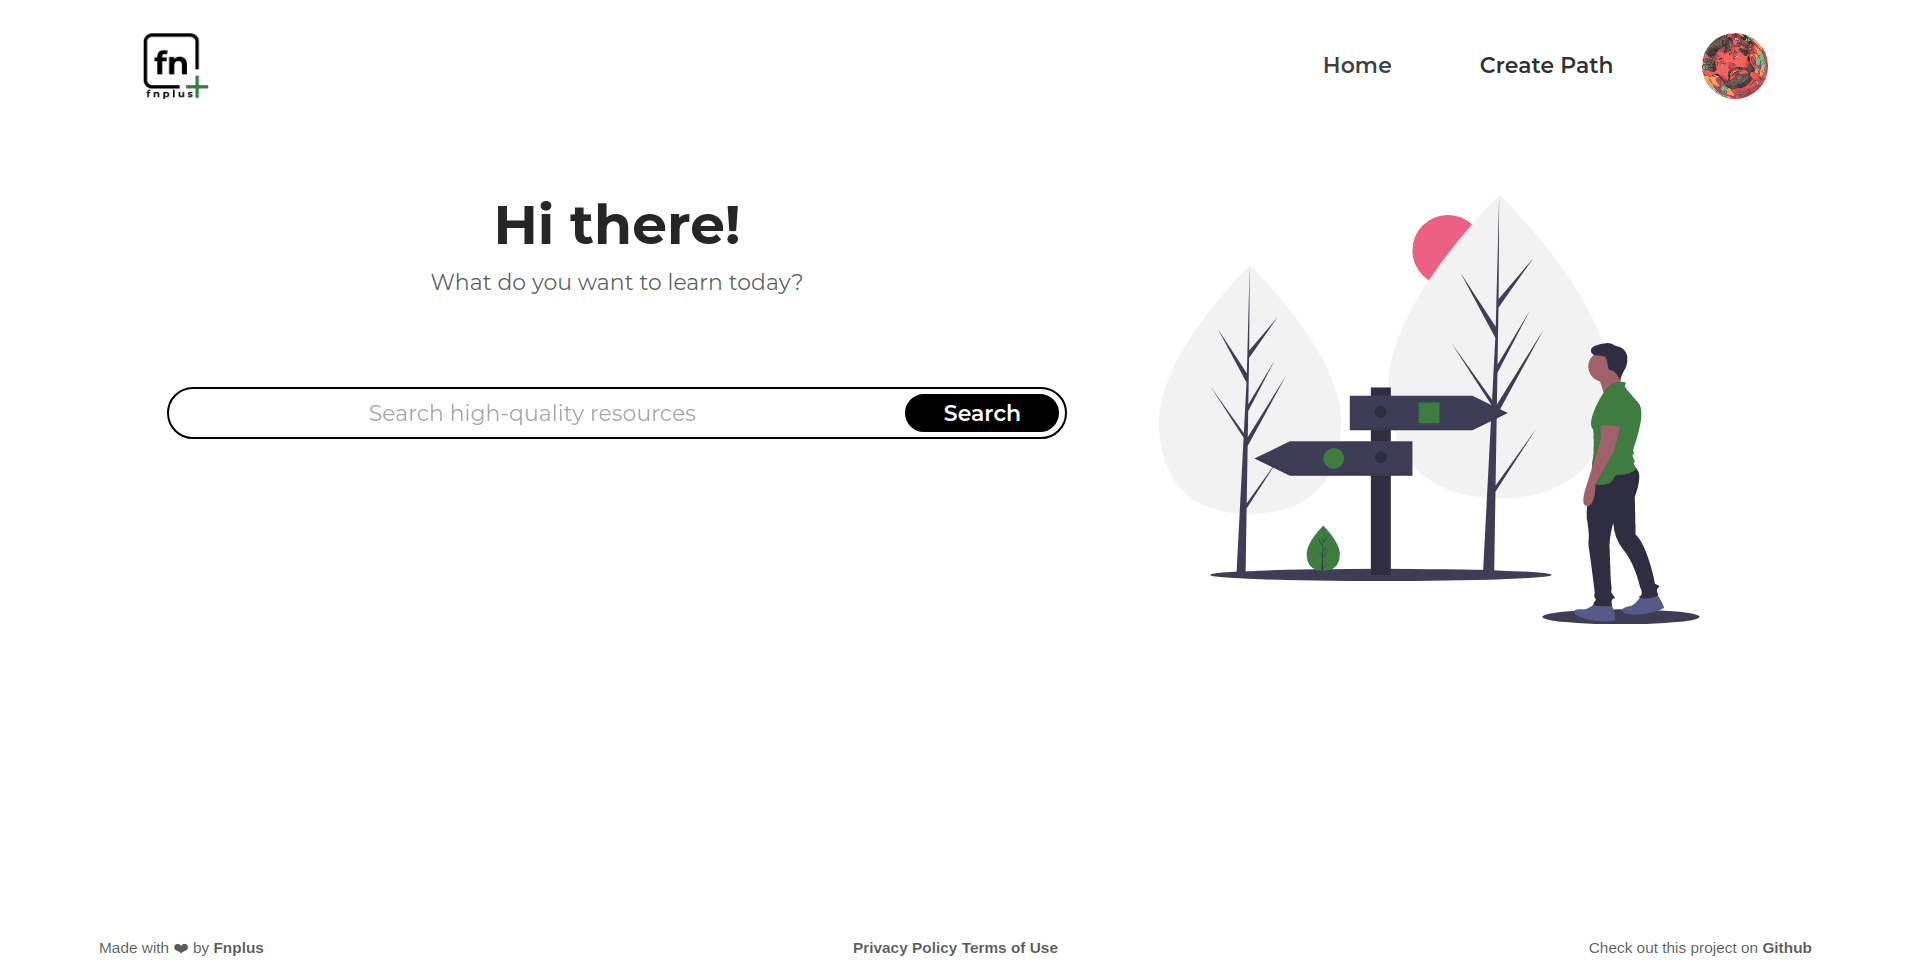 fn
fnplus
Home
Create Path
Hi there!
What do you want to learn today?
Search high-quality resources
Search
Made with ❤ by Fnplus
Privacy Policy Terms of Use
Check out this project on Github